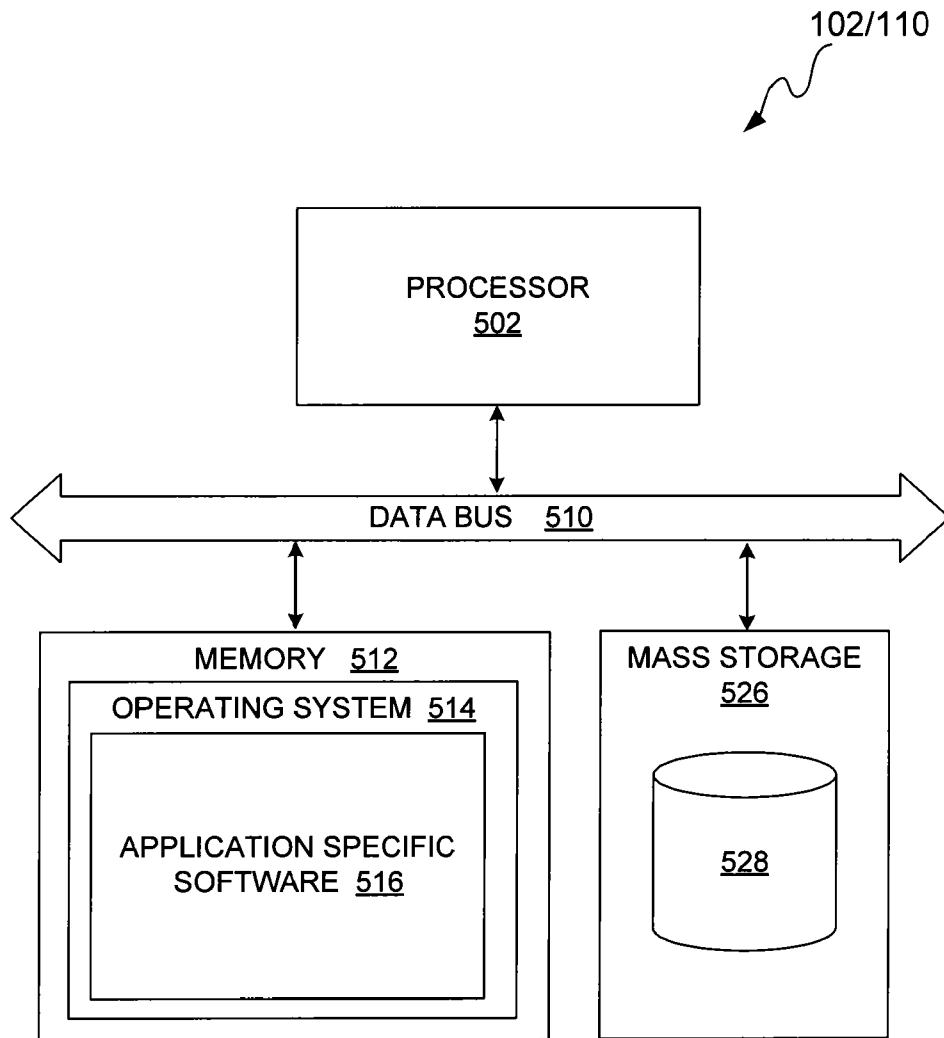 102/110
PROCESSOR
502
DATA BUS 510
MEMORY 512
MASS STORAGE
526
OPERATING SYSTEM 514
APPLICATION SPECIFIC
SOFTWARE 516
528